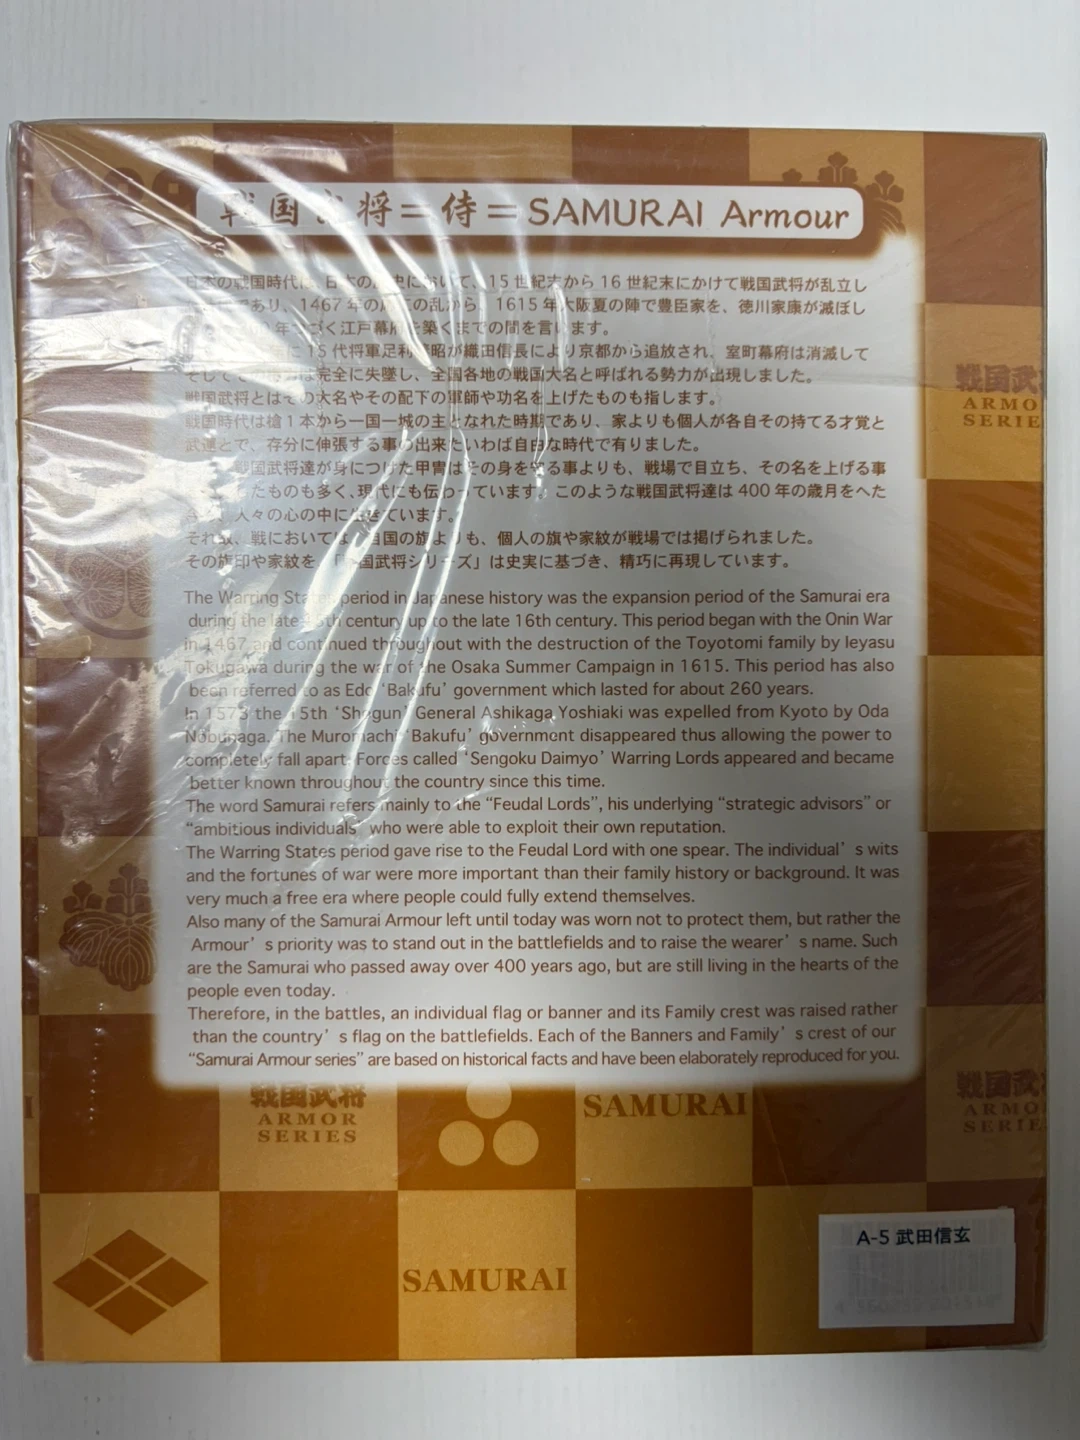 戦国武将=侍=SAMURAI Armour
日本の戦国時代は、日本の歴史において、15世紀末から16世紀末にかけて戦国武将が乱立し
であり、1467年の応仁の乱から、1615年大阪夏の陣で豊臣家を、徳川家康が滅ぼし
年つづく江戸幕府を築くまでの間を言います。
年に15代将軍足利義昭が織田信長により京都から追放され、室町幕府は消滅して
そしてその権力は完全に失墜し、全国各地の戦国大名と呼ばれる勢力が出現しました。
戦国武将とはその大名やその配下の軍師や功名を上げたものも指します。
戦国時代は槍1本から一国一城の主となれた時期であり、家よりも個人が各自その持てる才覚と
武運とで、存分に伸張する事の出来たいわば自由な時代で有りました。
戦国武将達が身につけた甲冑はその身を守る事よりも、戦場で目立ち、その名を上げる事
したものも多く、現代にも伝わっています。このような戦国武将達は400年の歳月をへた
人々の心の中に生きています。
それ故、戦においては自国の旗よりも、個人の旗や家紋が戦場では掲げられました。
その旗印や家紋を、「戦国武将シリーズ」は史実に基づき、精巧に再現しています。
The Warring States period in Japanese history was the expansion period of the Samurai era
during the late 15th century up to the late 16th century. This period began with the Onin War
in 1467 and continued throughout with the destruction of the Toyotomi family by Ieyasu
Tokugawa during the war of the Osaka Summer Campaign in 1615. This period has also
been referred to as Edo ‘Bakufu’ government which lasted for about 260 years.
In 1573 the 15th ‘Shogun’ General Ashikaga Yoshiaki was expelled from Kyoto by Oda
Nobunaga. The Muromachi ‘Bakufu’ government disappeared thus allowing the power to
completely fall apart. Forces called ‘Sengoku Daimyo’ Warring Lords appeared and became
better known throughout the country since this time.
The word Samurai refers mainly to the “Feudal Lords”, his underlying “strategic advisors” or
“ambitious individuals” who were able to exploit their own reputation.
The Warring States period gave rise to the Feudal Lord with one spear. The individual’s wits
and the fortunes of war were more important than their family history or background. It was
very much a free era where people could fully extend themselves.
Also many of the Samurai Armour left until today was worn not to protect them, but rather the
Armour’s priority was to stand out in the battlefields and to raise the wearer’s name. Such
are the Samurai who passed away over 400 years ago, but are still living in the hearts of the
people even today.
Therefore, in the battles, an individual flag or banner and its Family crest was raised rather
than the country’s flag on the battlefields. Each of the Banners and Family’s crest of our
“Samurai Armour series” are based on historical facts and have been elaborately reproduced for you.
戦国武
ARMO
SERIE
戦国武将
ARMOR
SERIES
SAMURAI
戦国武
ARMO
SERIE
SAMURAI
A-5 武田信玄